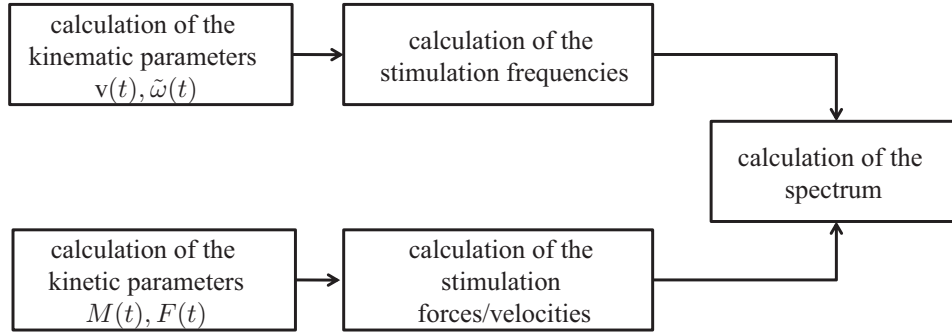 calculation of the
kinematic parameters
v(t), ω̃(t)
calculation of the
stimulation frequencies
calculation of the
spectrum
calculation of the
kinetic parameters
M(t), F(t)
calculation of the
stimulation
forces/velocities